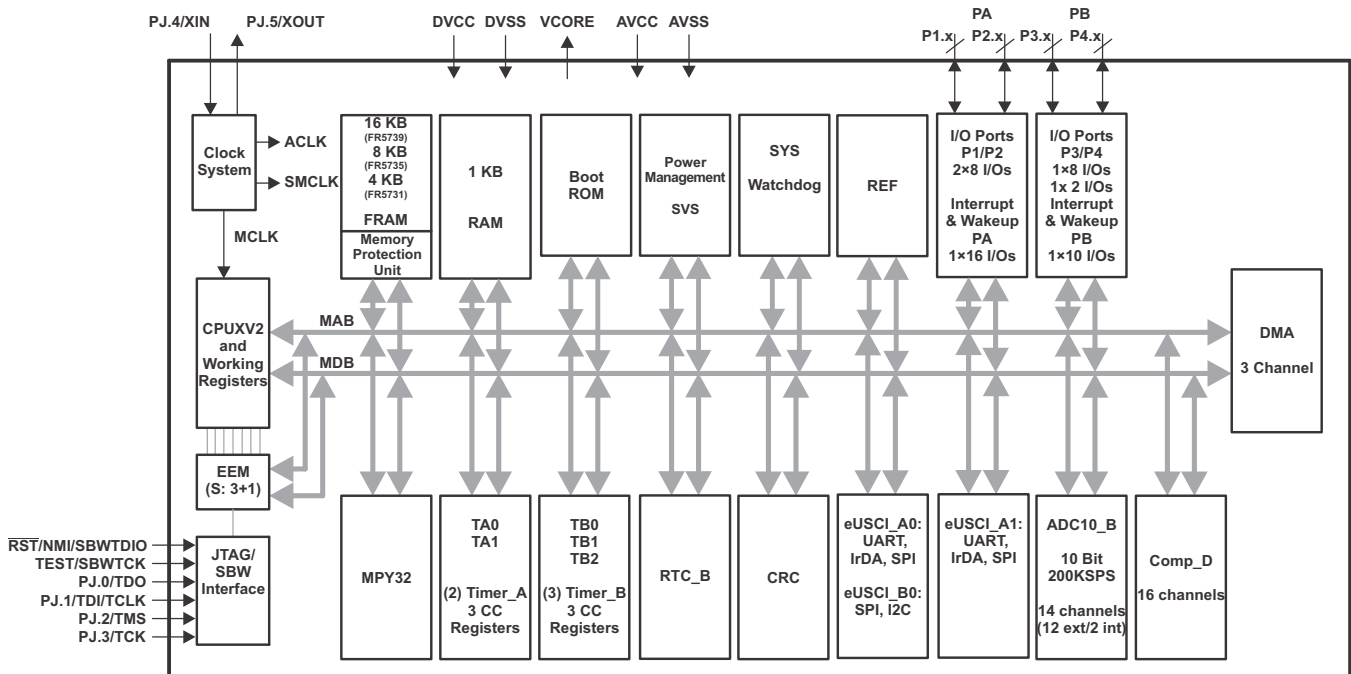 PJ.4/XIN
PJ.5/XOUT
DVCC
DVSS
VCORE
AVCC
AVSS
PA
PB
P1.x
P2.x
P3.x
P4.x
Clock
System
ACLK
SMCLK
MCLK
16 KB
(FR5739)
8 KB
(FR5735)
4 KB
(FR5731)
FRAM
Memory
Protection
Unit
1 KB
RAM
Boot
ROM
Power
Management
SVS
SYS
Watchdog
REF
I/O Ports
P1/P2
2×8 I/Os
Interrupt
& Wakeup
PA
1×16 I/Os
I/O Ports
P3/P4
1×8 I/Os
1x 2 I/Os
Interrupt
& Wakeup
PB
1×10 I/Os
CPUXV2
and
Working
Registers
MAB
MDB
DMA
3 Channel
EEM
(S: 3+1)
RST/NMI/SBWTDIO
TEST/SBWTCK
PJ.0/TDO
PJ.1/TDI/TCLK
PJ.2/TMS
PJ.3/TCK
JTAG/
SBW
Interface
MPY32
TA0
TA1
(2) Timer_A
3 CC
Registers
TB0
TB1
TB2
(3) Timer_B
3 CC
Registers
RTC_B
CRC
eUSCI_A0:
UART,
IrDA, SPI
eUSCI_B0:
SPI, I2C
eUSCI_A1:
UART,
IrDA, SPI
ADC10_B
10 Bit
200KSPS
14 channels
(12 ext/2 int)
Comp_D
16 channels